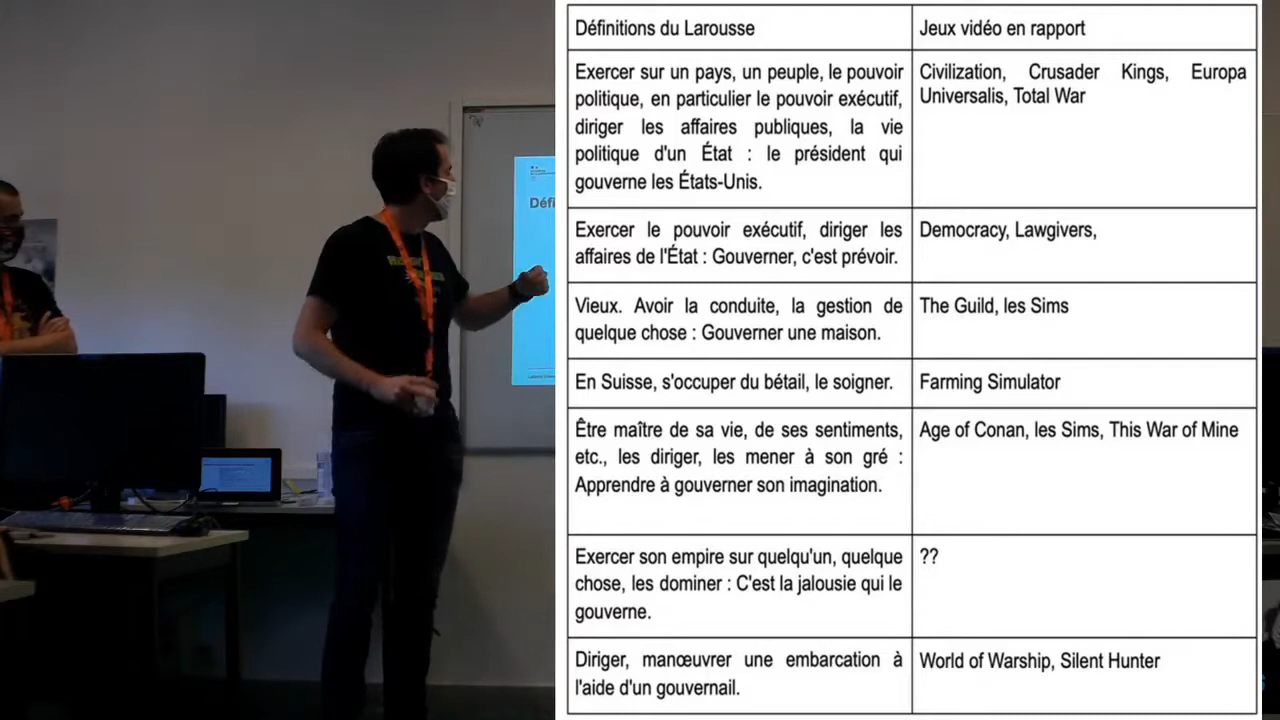 Définitions du Larousse
Jeux vidéo en rapport
Exercer sur un pays, un peuple, le pouvoir
politique, en particulier le pouvoir exécutif,
diriger les affaires publiques, la vie
politique d'un État : le président qui
gouverne les États-Unis.
Civilization, Crusader Kings, Europa
Universalis, Total War
Exercer le pouvoir exécutif, diriger les
affaires de l'État : Gouverner, c'est prévoir.
Democracy, Lawgivers,
Vieux. Avoir la conduite, la gestion de
quelque chose : Gouverner une maison.
The Guild, les Sims
En Suisse, s'occuper du bétail, le soigner.
Farming Simulator
Être maître de sa vie, de ses sentiments,
etc., les diriger, les mener à son gré :
Apprendre à gouverner son imagination.
Age of Conan, les Sims, This War of Mine
Exercer son empire sur quelqu'un, quelque
chose, les dominer : C'est la jalousie qui le
gouverne.
??
Diriger, manœuvrer une embarcation à
l'aide d'un gouvernail.
World of Warship, Silent Hunter
Défi